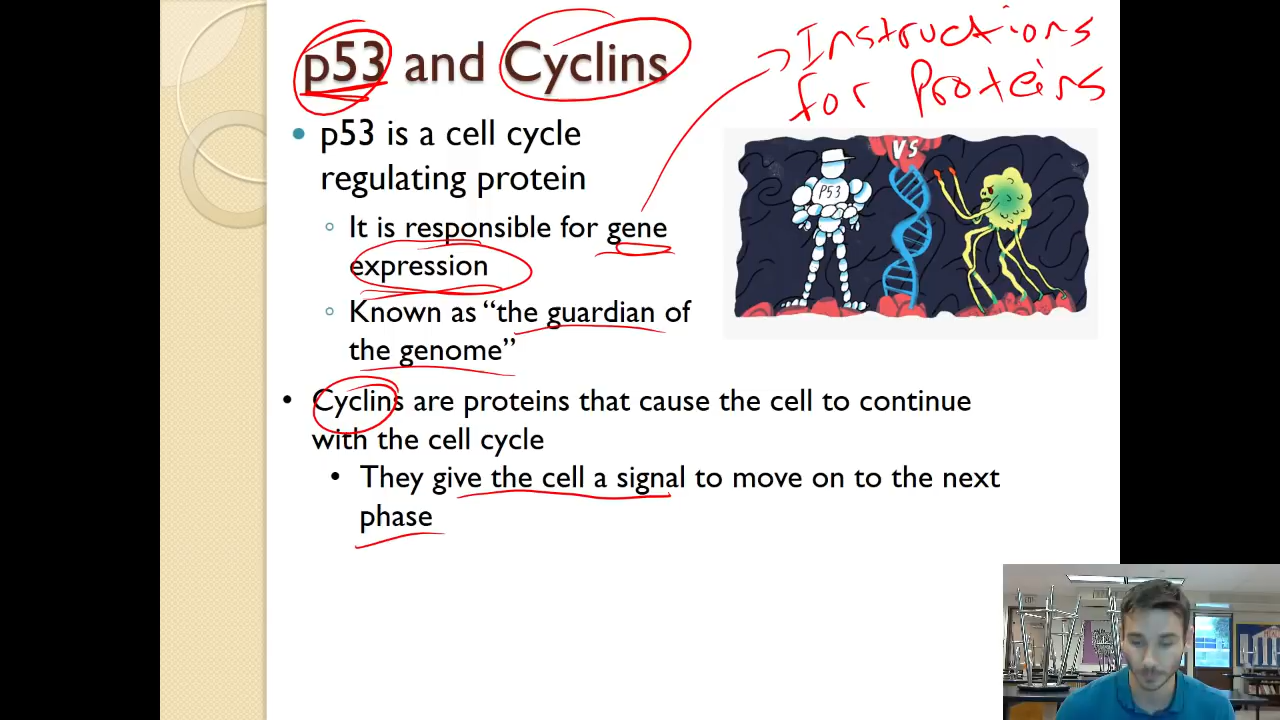 p53 and Cyclins
Instructions
for Proteins
• p53 is a cell cycle
regulating protein
◦ It is responsible for gene
expression
◦ Known as “the guardian of
the genome”
VS
P53
• Cyclins are proteins that cause the cell to continue
with the cell cycle
• They give the cell a signal to move on to the next
phase